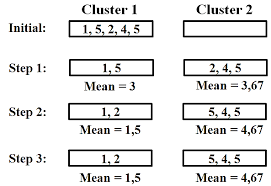 Cluster 1 Cluster 2
Initial: 1, 5, 2, 4, 5
Step 1: 1, 5 2, 4, 5
Mean = 3 Mean = 3,67
Step 2: 1, 2 5, 4, 5
Mean = 1,5 Mean = 4,67
Step 3: 1, 2 5, 4, 5
Mean = 1,5 Mean = 4,67